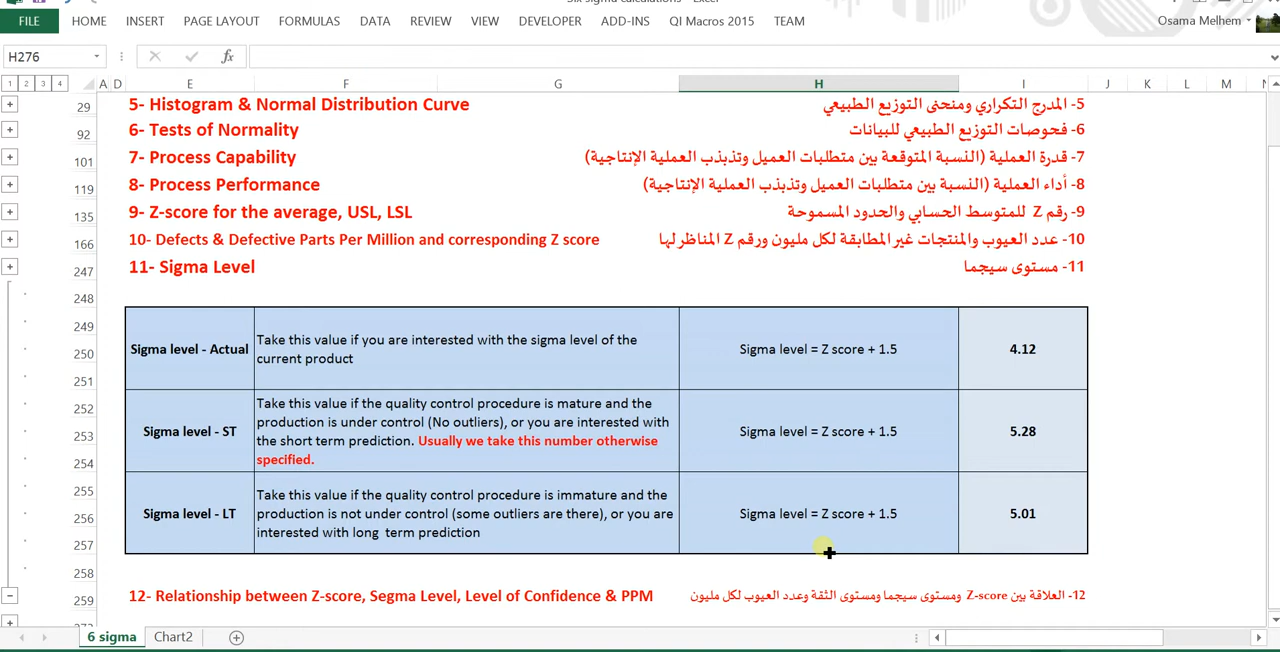 Six sigma calculations - Excel
FILE HOME INSERT PAGE LAYOUT FORMULAS DATA REVIEW VIEW DEVELOPER ADD-INS QI Macros 2015 TEAM Osama Melhem
H276 fx
1 2 3 4 A D E F G H I J K L M
29 5- Histogram & Normal Distribution Curve 5- المدرج التكراري ومنحنى التوزيع الطبيعي
92 6- Tests of Normality 6- فحوصات التوزيع الطبيعي للبيانات
101 7- Process Capability 7- قدرة العملية (النسبة المتوقعة بين متطلبات العميل وتذبذب العملية الإنتاجية)
119 8- Process Performance 8- أداء العملية (النسبة بين متطلبات العميل وتذبذب العملية الإنتاجية)
135 9- Z-score for the average, USL, LSL 9- رقم Z للمتوسط الحسابي والحدود المسموحة
166 10- Defects & Defective Parts Per Million and corresponding Z score 10- عدد العيوب والمنتجات غير المطابقة لكل مليون ورقم Z المناظر لها
247 11- Sigma Level 11- مستوى سيجما
248
249
250
251
Sigma level - Actual
Take this value if you are interested with the sigma level of the
current product
Sigma level = Z score + 1.5
4.12
252
253
254
Sigma level - ST
Take this value if the quality control procedure is mature and the
production is under control (No outliers), or you are interested with
the short term prediction. Usually we take this number otherwise
specified.
Sigma level = Z score + 1.5
5.28
255
256
257
Sigma level - LT
Take this value if the quality control procedure is immature and the
production is not under control (some outliers are there), or you are
interested with long term prediction
Sigma level = Z score + 1.5
5.01
258
259 12- Relationship between Z-score, Segma Level, Level of Confidence & PPM 12- العلاقة بين Z-score ومستوى سيجما ومستوى الثقة وعدد العيوب لكل مليون
6 sigma Chart2